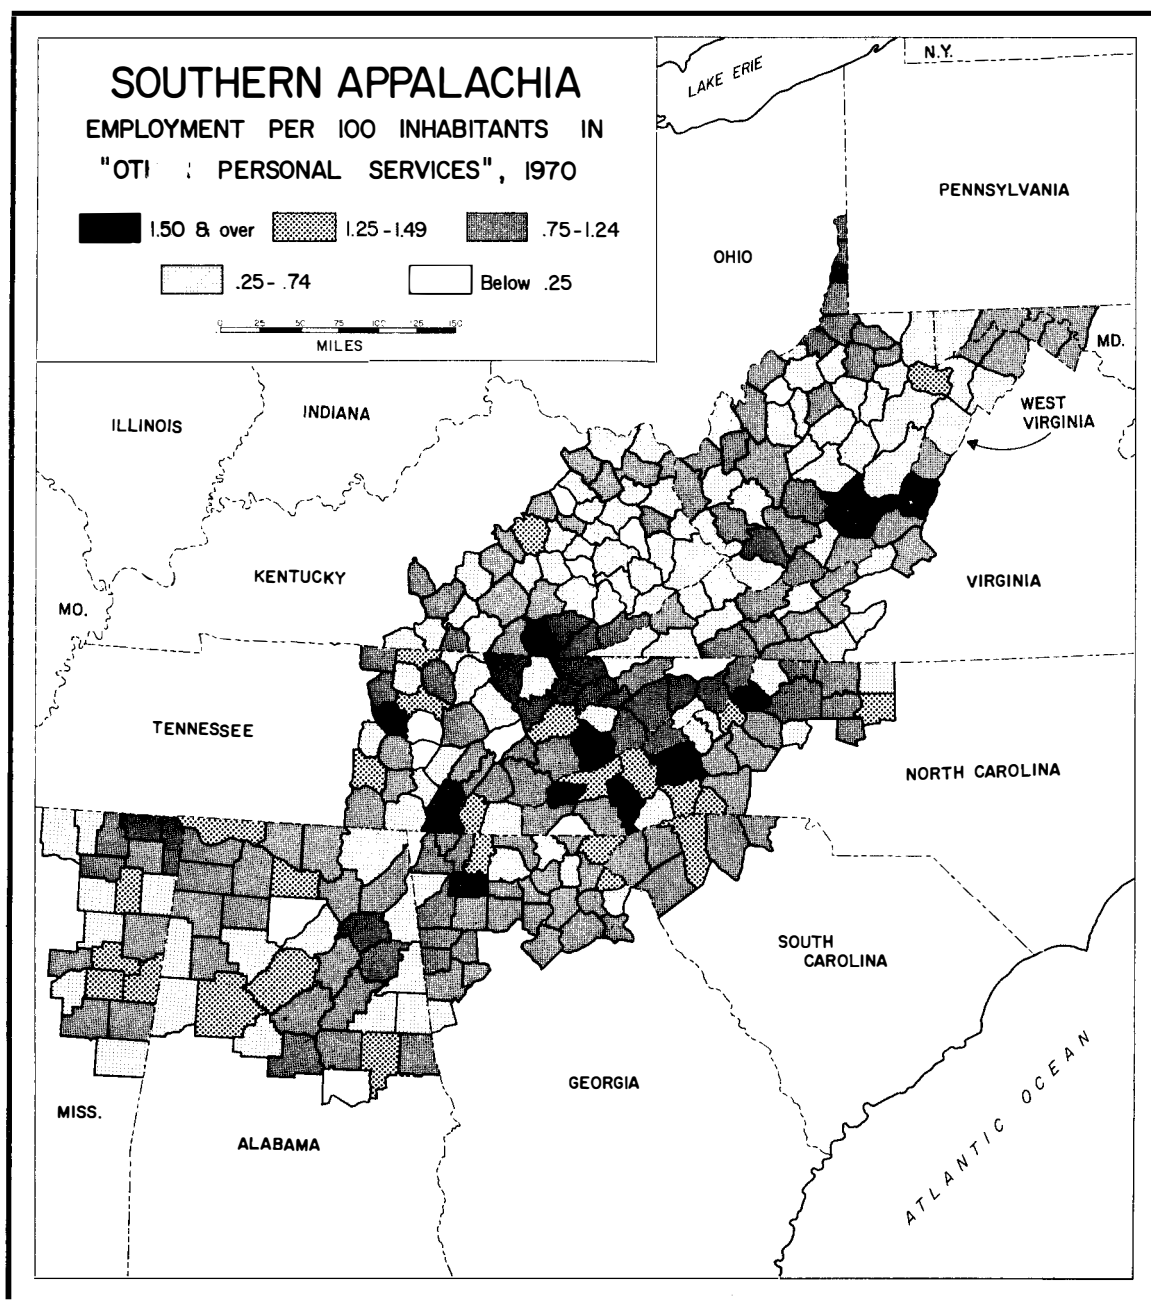 SOUTHERN APPALACHIA
EMPLOYMENT PER 100 INHABITANTS IN
"OT PERSONAL SERVICES", 1970
1.50 & over 1.25-1.49 .75-1.24
.25-.74 Below .25
0 25 50 75 100 125 150
MILES
LAKE ERIE
N.Y.
PENNSYLVANIA
OHIO
MD.
WEST
VIRGINIA
ILLINOIS
INDIANA
KENTUCKY
VIRGINIA
MO.
TENNESSEE
NORTH CAROLINA
SOUTH
CAROLINA
GEORGIA
MISS.
ALABAMA
ATLANTIC OCEAN